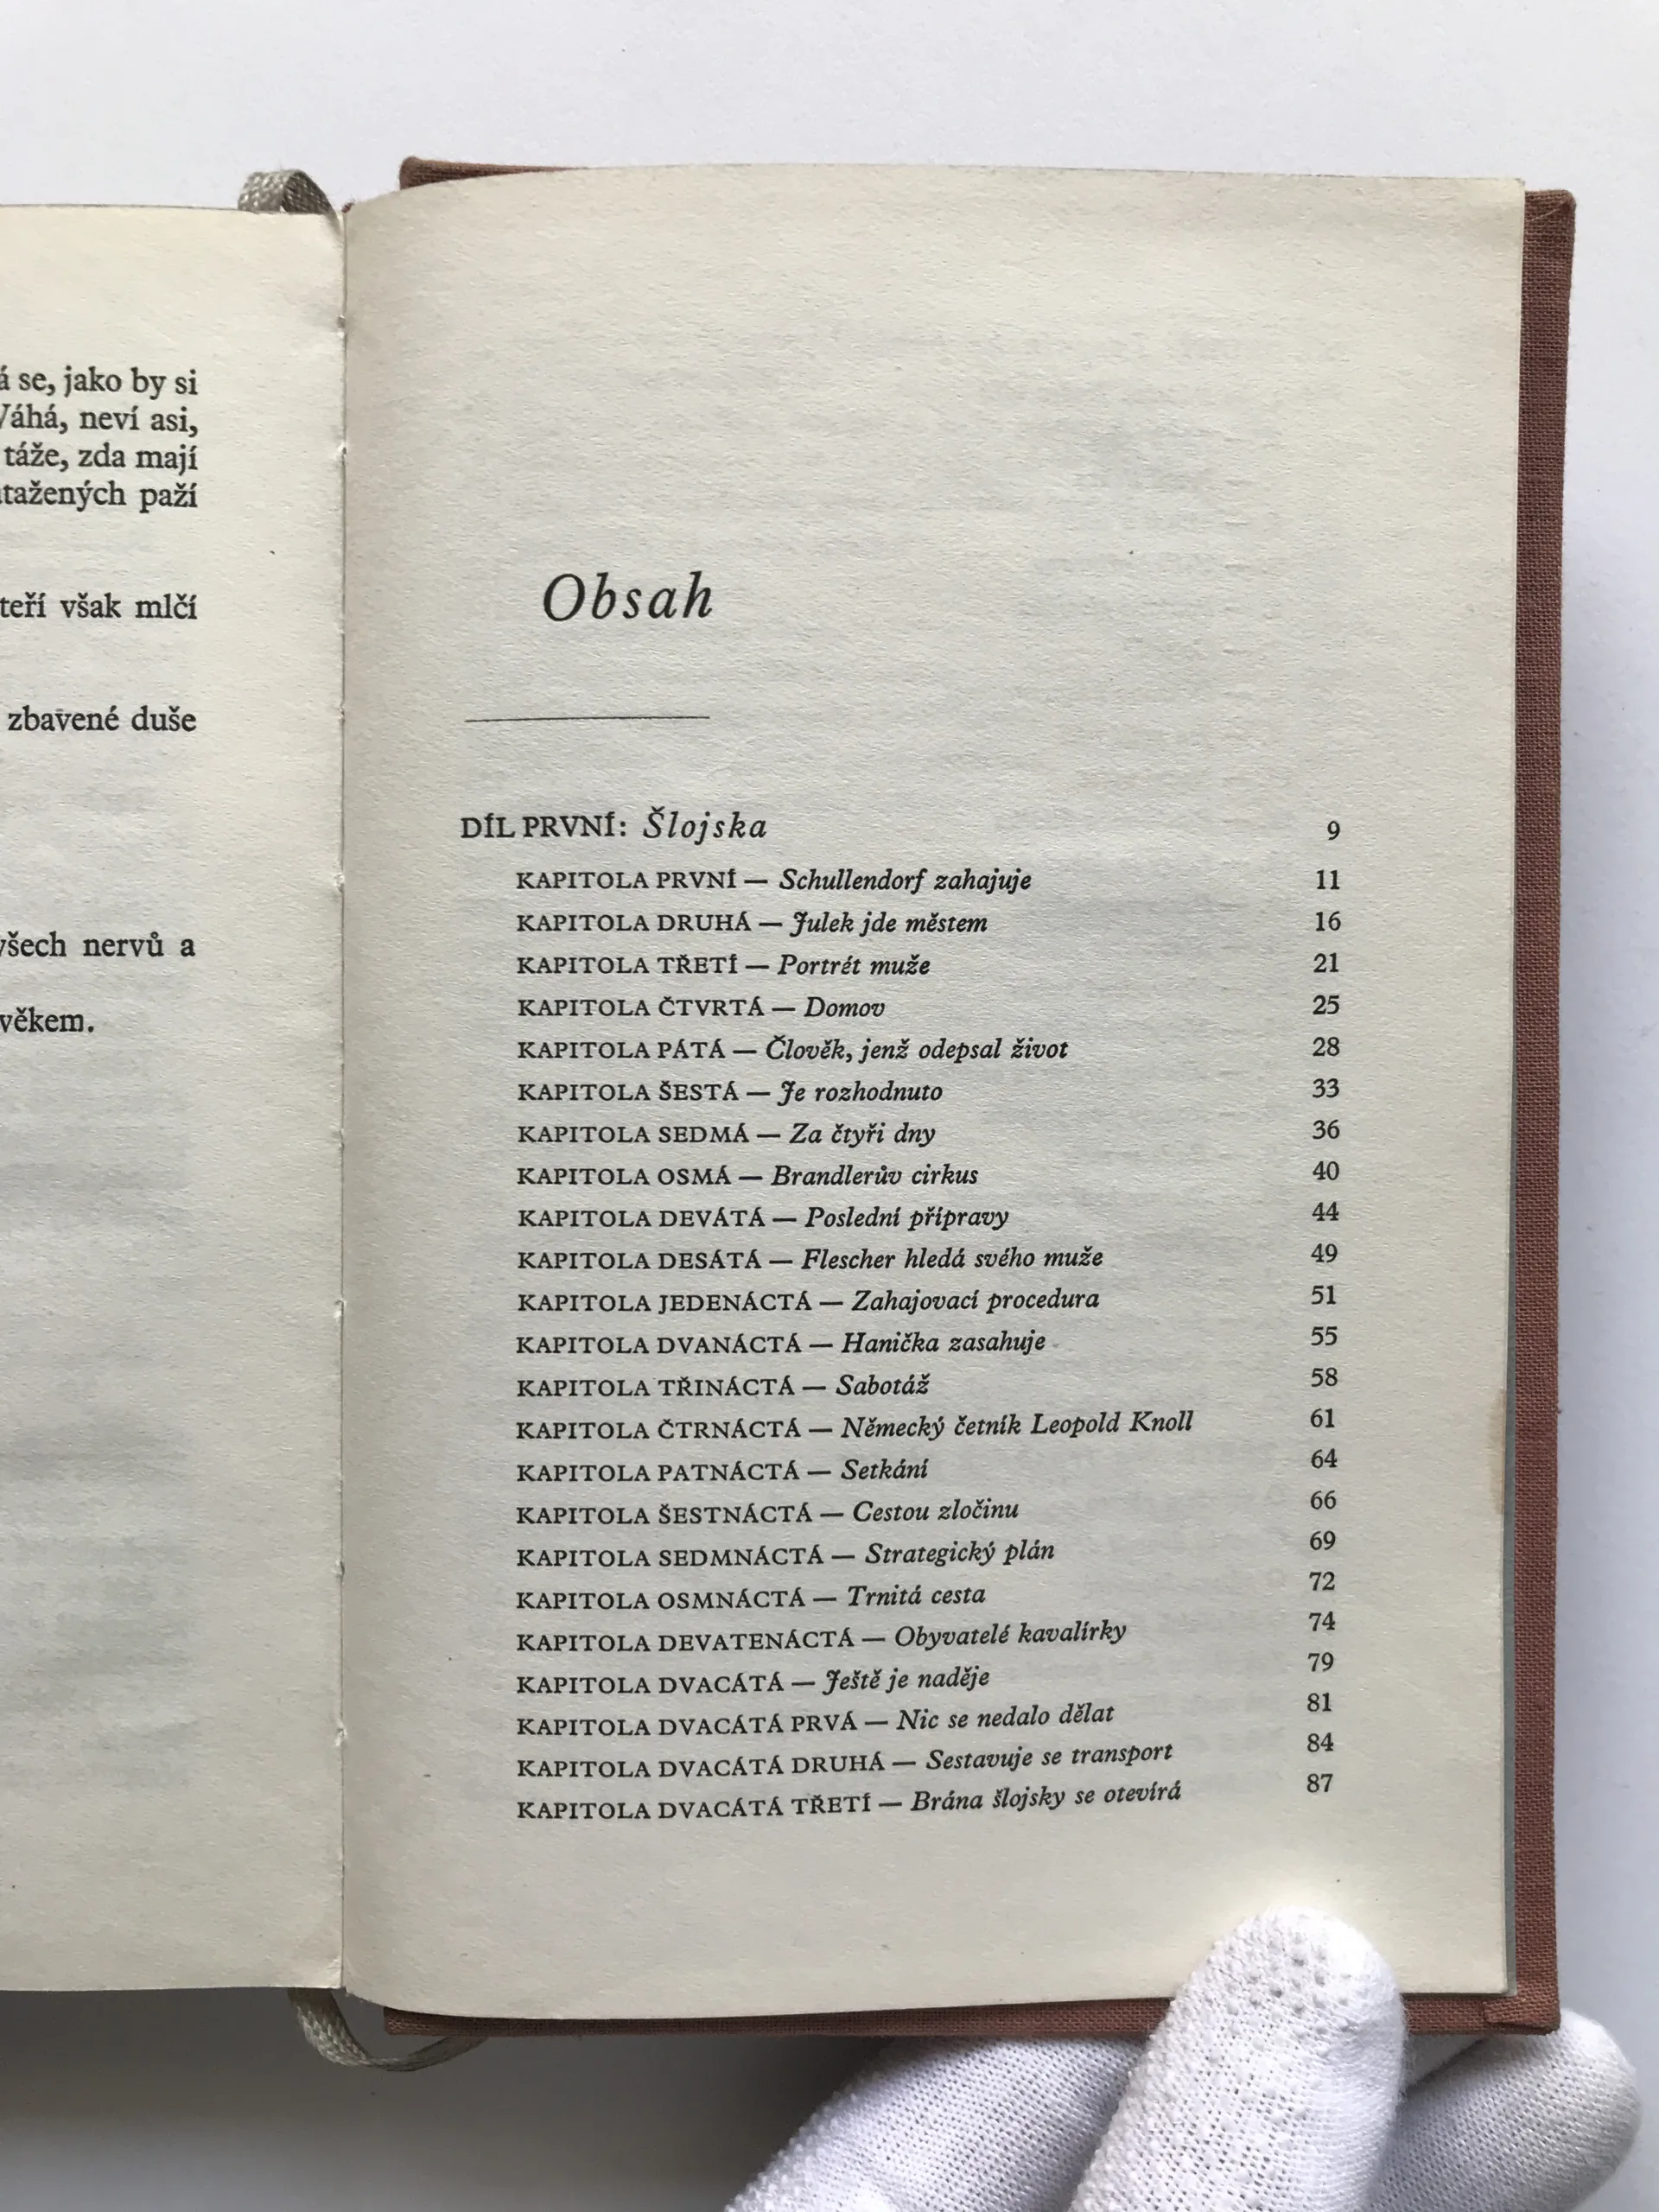 á se, jako by si
Váhá, neví asi,
táže, zda mají
tažených paží
teří však mlčí
zbavené duše
všech nervů a
věkem.
Obsah
DÍL PRVNÍ: Šlojska 9
KAPITOLA PRVNÍ — Schullendorf zahajuje 11
KAPITOLA DRUHÁ — Julek jde městem 16
KAPITOLA TŘETÍ — Portrét muže 21
KAPITOLA ČTVRTÁ — Domov 25
KAPITOLA PÁTÁ — Člověk, jenž odepsal život 28
KAPITOLA ŠESTÁ — Je rozhodnuto 33
KAPITOLA SEDMÁ — Za čtyři dny 36
KAPITOLA OSMÁ — Brandlerův cirkus 40
KAPITOLA DEVÁTÁ — Poslední přípravy 44
KAPITOLA DESÁTÁ — Flescher hledá svého muže 49
KAPITOLA JEDENÁCTÁ — Zahajovací procedura 51
KAPITOLA DVANÁCTÁ — Hanička zasahuje 55
KAPITOLA TŘINÁCTÁ — Sabotáž 58
KAPITOLA ČTRNÁCTÁ — Německý četník Leopold Knoll 61
KAPITOLA PATNÁCTÁ — Setkání 64
KAPITOLA ŠESTNÁCTÁ — Cestou zločinu 66
KAPITOLA SEDMNÁCTÁ — Strategický plán 69
KAPITOLA OSMNÁCTÁ — Trnitá cesta 72
KAPITOLA DEVATENÁCTÁ — Obyvatelé kavalírky 74
KAPITOLA DVACÁTÁ — Ještě je naděje 79
KAPITOLA DVACÁTÁ PRVÁ — Nic se nedalo dělat 81
KAPITOLA DVACÁTÁ DRUHÁ — Sestavuje se transport 84
KAPITOLA DVACÁTÁ TŘETÍ — Brána šlojsky se otevírá 87